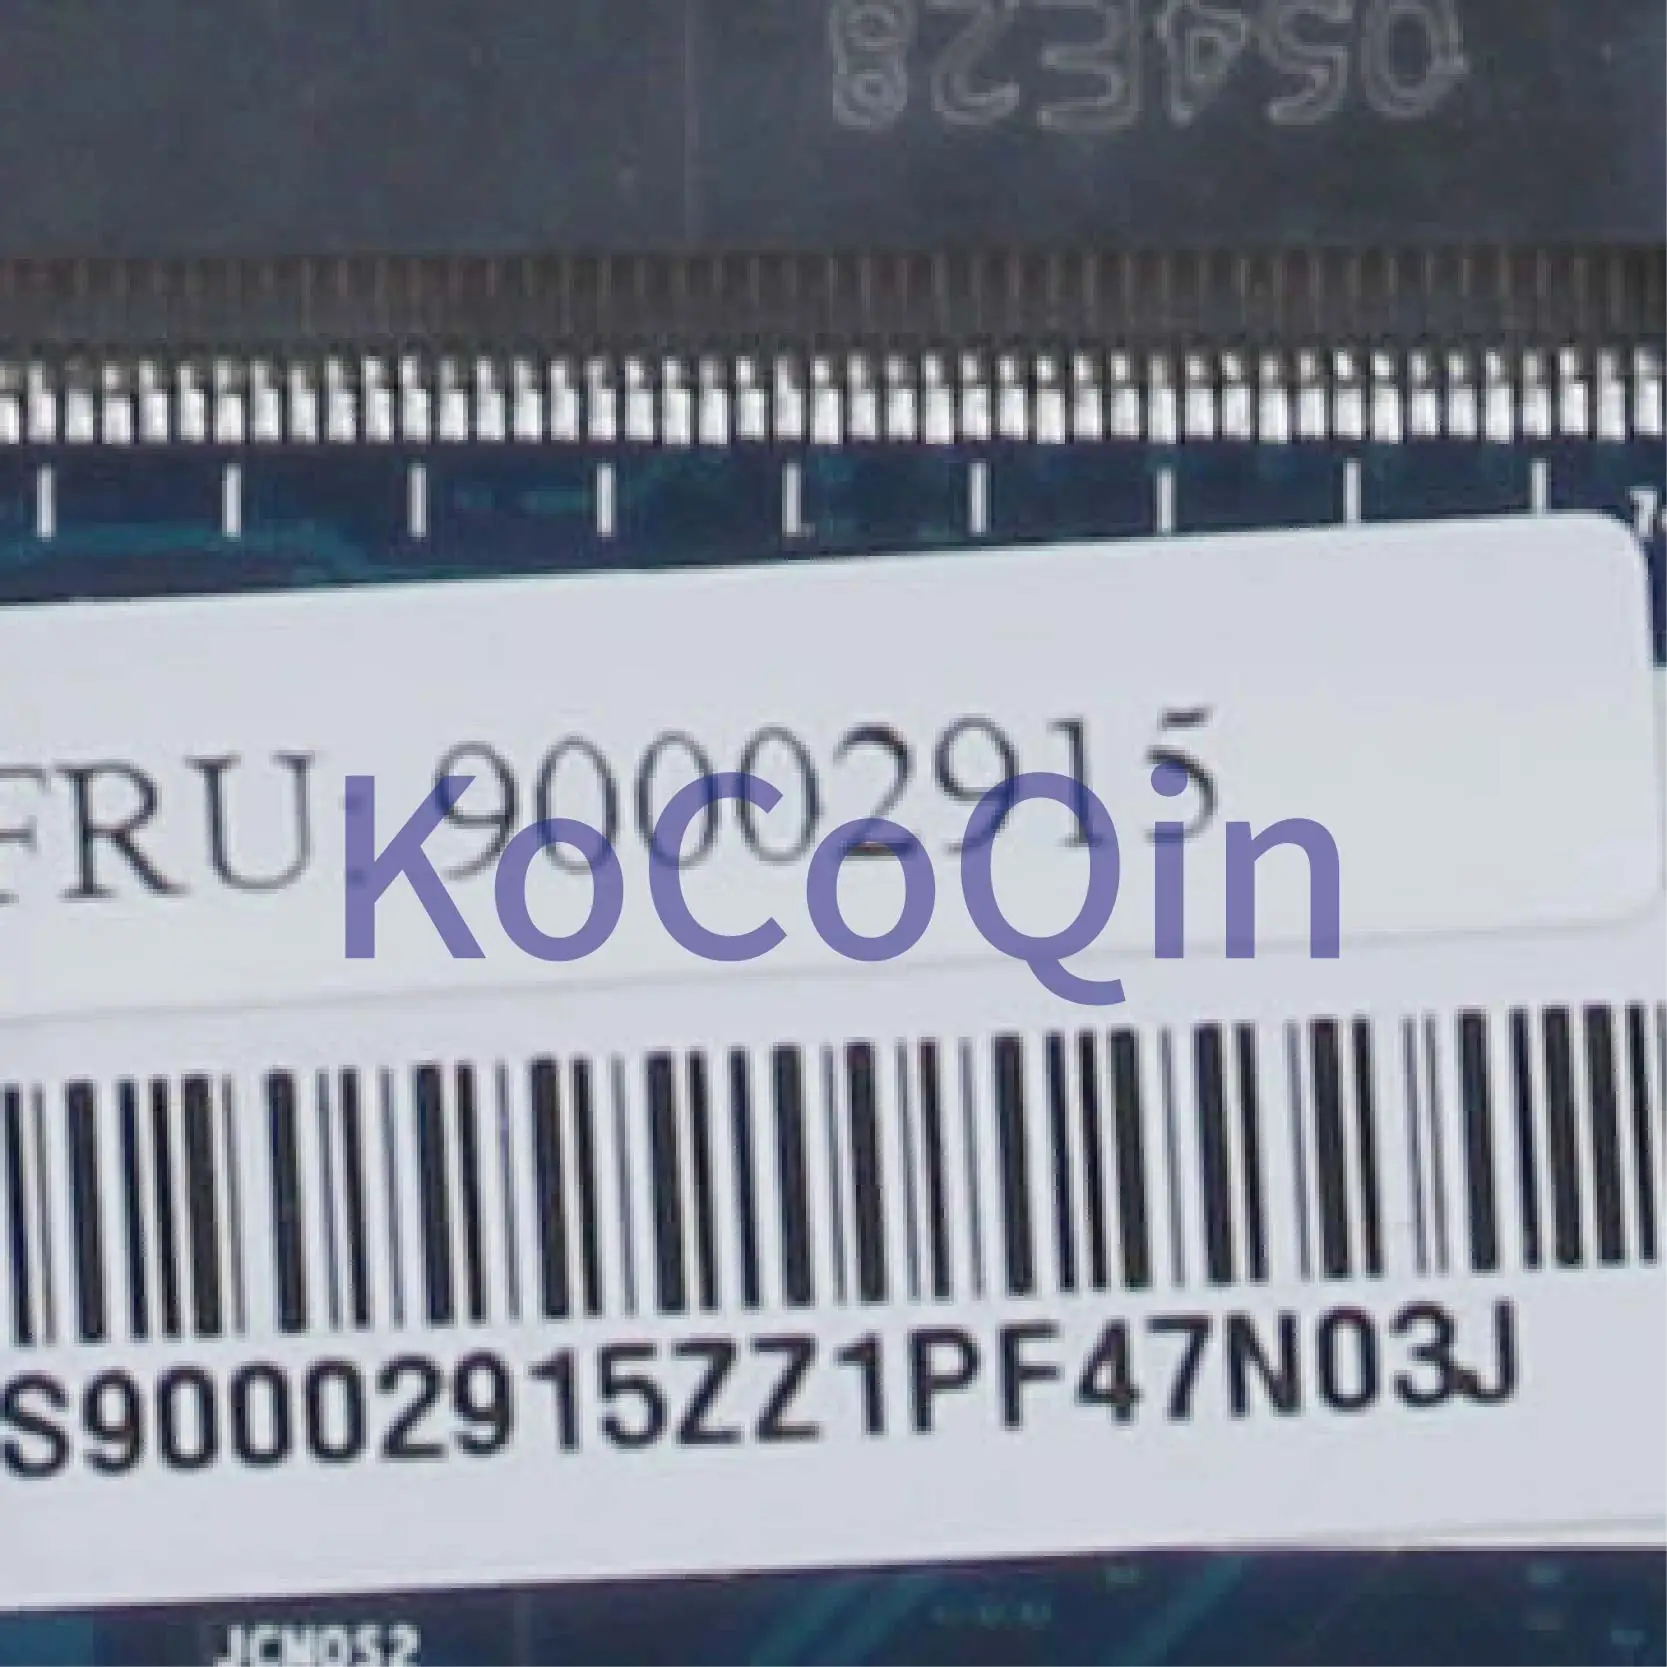 054E28
FRU:90002915
KoCoQin
S90002915ZZ1PF47N03J
JCMOS2